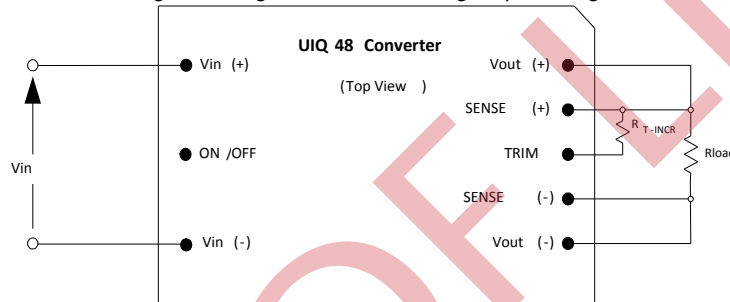 UIQ 48 Converter
(Top View )
Vin (+)
Vout (+)
SENSE (+)
R T-INCR
ON /OFF
TRIM
Rload
Vin
SENSE (-)
Vin (-)
Vout (-)